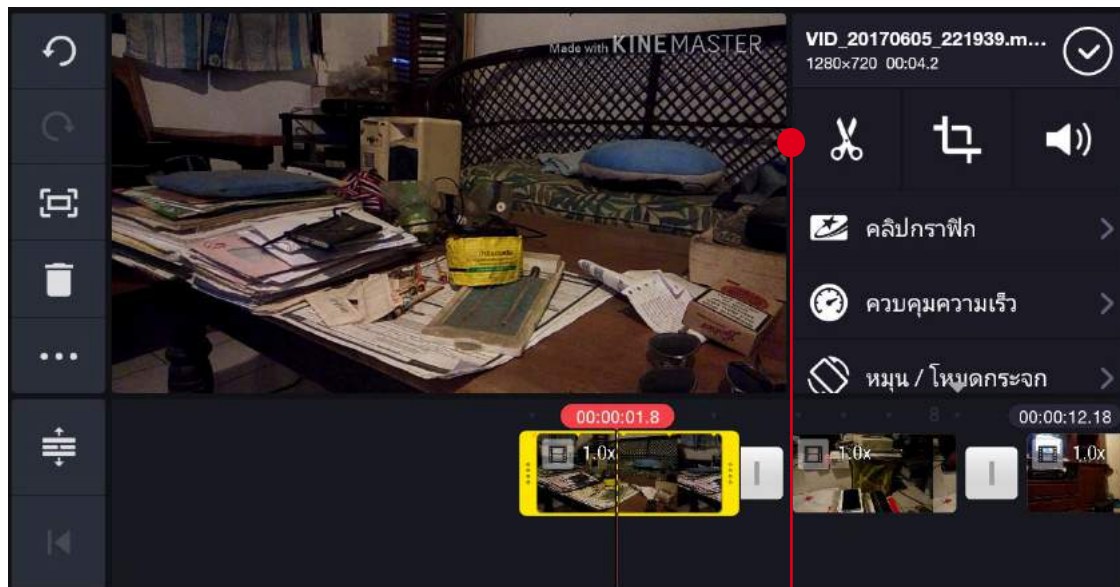 Made with KINEMASTER
VID_20170605_221939.m...
1280×720 00:04.2
คลิปกราฟิก
ควบคุมความเร็ว
หมุน / โหมดกระจก
00:00:01.8
8
00:00:12.18
1.0x
1.0x
1.0x